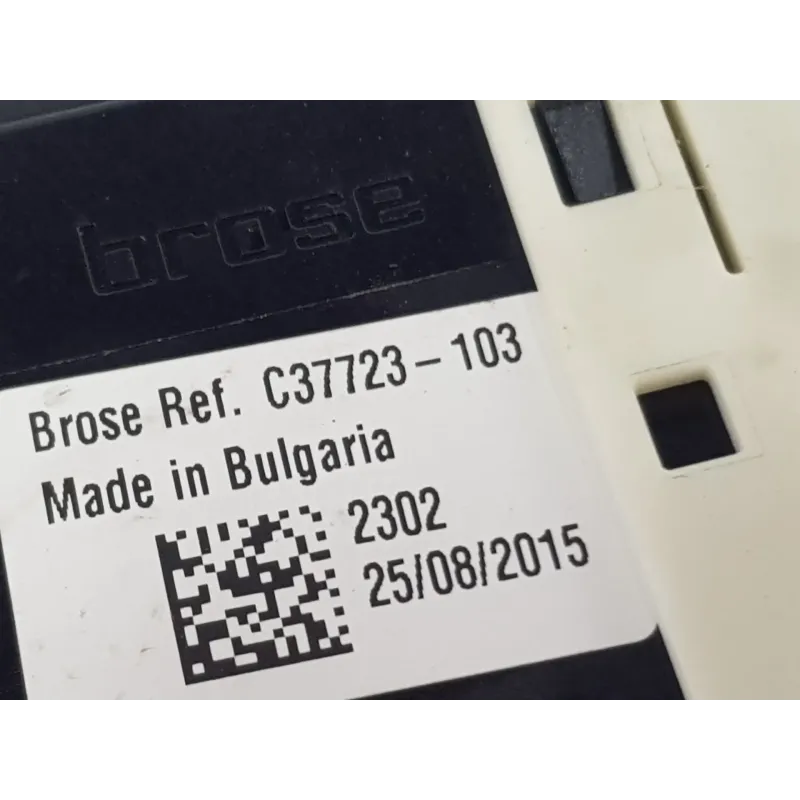 brose
Brose Ref. C37723-103
Made in Bulgaria
2302
25/08/2015